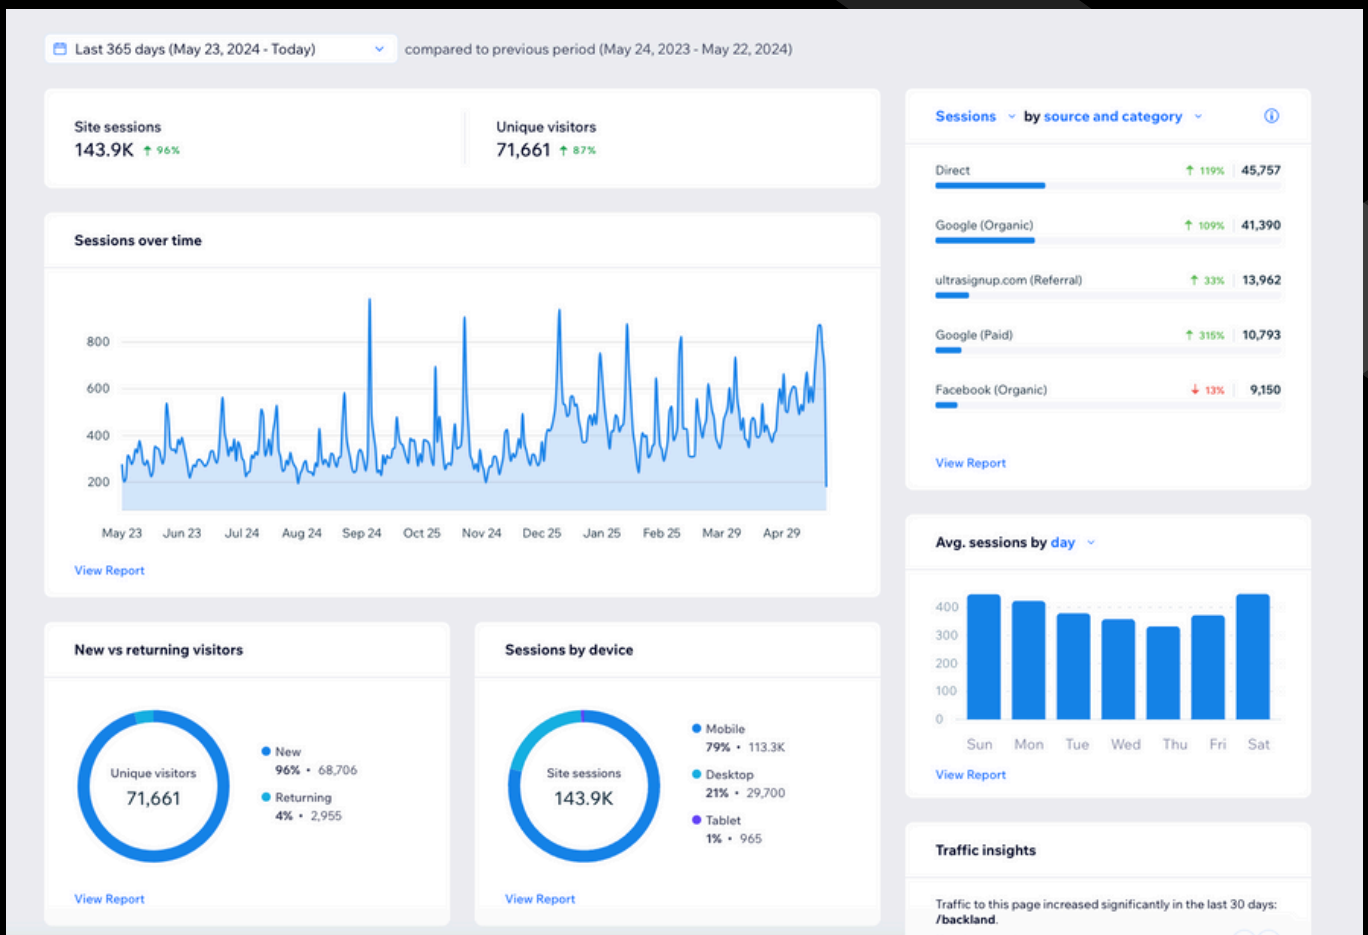 Last 365 days (May 23, 2024 - Today)
compared to previous period (May 24, 2023 - May 22, 2024)
Site sessions
143.9K ↑ 96%
Unique visitors
71,661 ↑ 87%
Sessions over time
800
600
400
200
May 23 Jun 23 Jul 24 Aug 24 Sep 24 Oct 25 Nov 24 Dec 25 Jan 25 Feb 25 Mar 29 Apr 29
View Report
New vs returning visitors
Unique visitors
71,661
New
96% • 68,706
Returning
4% • 2,955
View Report
Sessions by device
Site sessions
143.9K
Mobile
79% • 113.3K
Desktop
21% • 29,700
Tablet
1% • 965
View Report
Sessions by source and category
Direct ↑ 119% 45,757
Google (Organic) ↑ 109% 41,390
ultrasignup.com (Referral) ↑ 33% 13,962
Google (Paid) ↑ 315% 10,793
Facebook (Organic) ↓ 13% 9,150
View Report
Avg. sessions by day
400
300
200
100
0
Sun Mon Tue Wed Thu Fri Sat
View Report
Traffic insights
Traffic to this page increased significantly in the last 30 days:
/backland.